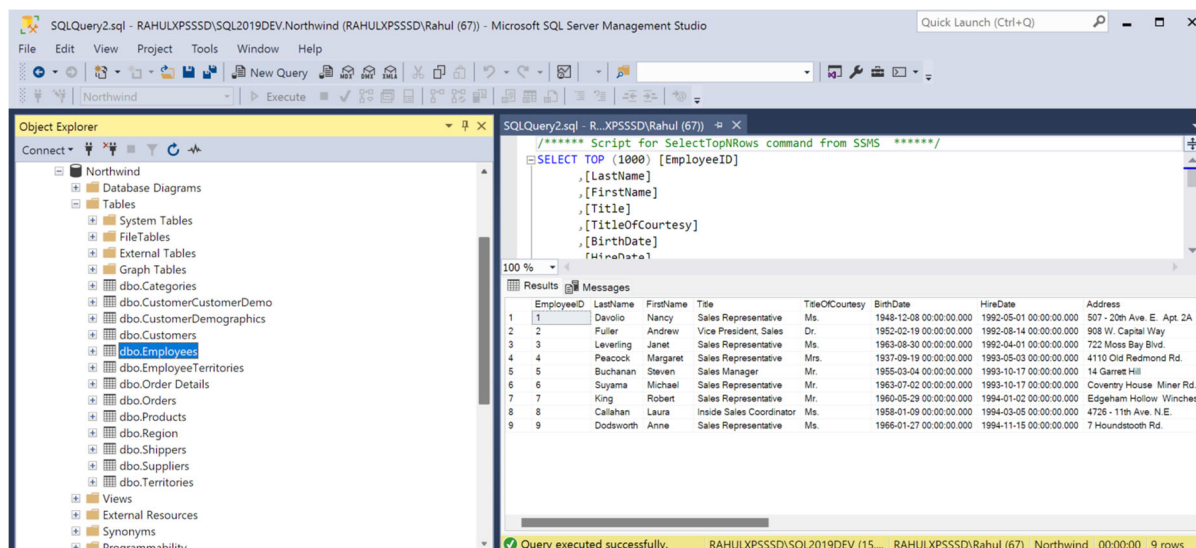 SQLQuery2.sql - RAHULXPSSSD\SQL2019DEV.Northwind (RAHULXPSSSD\Rahul (67)) - Microsoft SQL Server Management Studio
Quick Launch (Ctrl+Q)
File Edit View Project Tools Window Help
New Query MDX DMX XMLA
Northwind Execute
Object Explorer
Connect
Northwind
Database Diagrams
Tables
System Tables
FileTables
External Tables
Graph Tables
dbo.Categories
dbo.CustomerCustomerDemo
dbo.CustomerDemographics
dbo.Customers
dbo.Employees
dbo.EmployeeTerritories
dbo.Order Details
dbo.Orders
dbo.Products
dbo.Region
dbo.Shippers
dbo.Suppliers
dbo.Territories
Views
External Resources
Synonyms
Programmability
SQLQuery2.sql - R...XPSSSD\Rahul (67))
/****** Script for SelectTopNRows command from SSMS ******/
SELECT TOP (1000) [EmployeeID]
,[LastName]
,[FirstName]
,[Title]
,[TitleOfCourtesy]
,[BirthDate]
,[HireDate]
100 %
Results Messages
EmployeeID LastName FirstName Title TitleOfCourtesy BirthDate HireDate Address
1 1 Davolio Nancy Sales Representative Ms. 1948-12-08 00:00:00.000 1992-05-01 00:00:00.000 507 - 20th Ave. E. Apt. 2A
2 2 Fuller Andrew Vice President, Sales Dr. 1952-02-19 00:00:00.000 1992-08-14 00:00:00.000 908 W. Capital Way
3 3 Leverling Janet Sales Representative Ms. 1963-08-30 00:00:00.000 1992-04-01 00:00:00.000 722 Moss Bay Blvd.
4 4 Peacock Margaret Sales Representative Mrs. 1937-09-19 00:00:00.000 1993-05-03 00:00:00.000 4110 Old Redmond Rd.
5 5 Buchanan Steven Sales Manager Mr. 1955-03-04 00:00:00.000 1993-10-17 00:00:00.000 14 Garrett Hill
6 6 Suyama Michael Sales Representative Mr. 1963-07-02 00:00:00.000 1993-10-17 00:00:00.000 Coventry House Miner Rd.
7 7 King Robert Sales Representative Mr. 1960-05-29 00:00:00.000 1994-01-02 00:00:00.000 Edgeham Hollow Winches
8 8 Callahan Laura Inside Sales Coordinator Ms. 1958-01-09 00:00:00.000 1994-03-05 00:00:00.000 4726 - 11th Ave. N.E.
9 9 Dodsworth Anne Sales Representative Ms. 1966-01-27 00:00:00.000 1994-11-15 00:00:00.000 7 Houndstooth Rd.
Query executed successfully. RAHULXPSSSD\SQL2019DEV (15... RAHULXPSSSD\Rahul (67) Northwind 00:00:00 9 rows